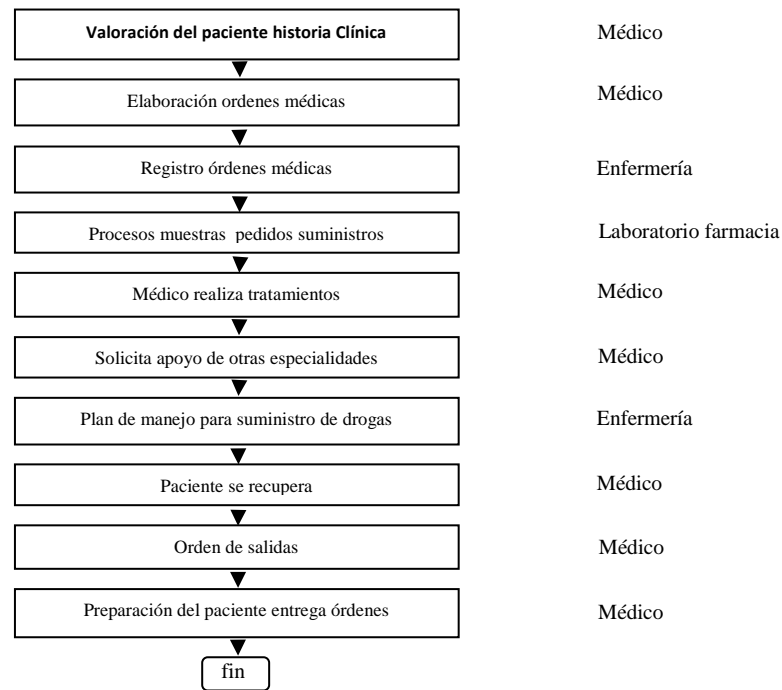 Valoración del paciente historia Clínica Médico
Elaboración ordenes médicas Médico
Registro órdenes médicas Enfermería
Procesos muestras pedidos suministros Laboratorio farmacia
Médico realiza tratamientos Médico
Solicita apoyo de otras especialidades Médico
Plan de manejo para suministro de drogas Enfermería
Paciente se recupera Médico
Orden de salidas Médico
Preparación del paciente entrega órdenes Médico
fin